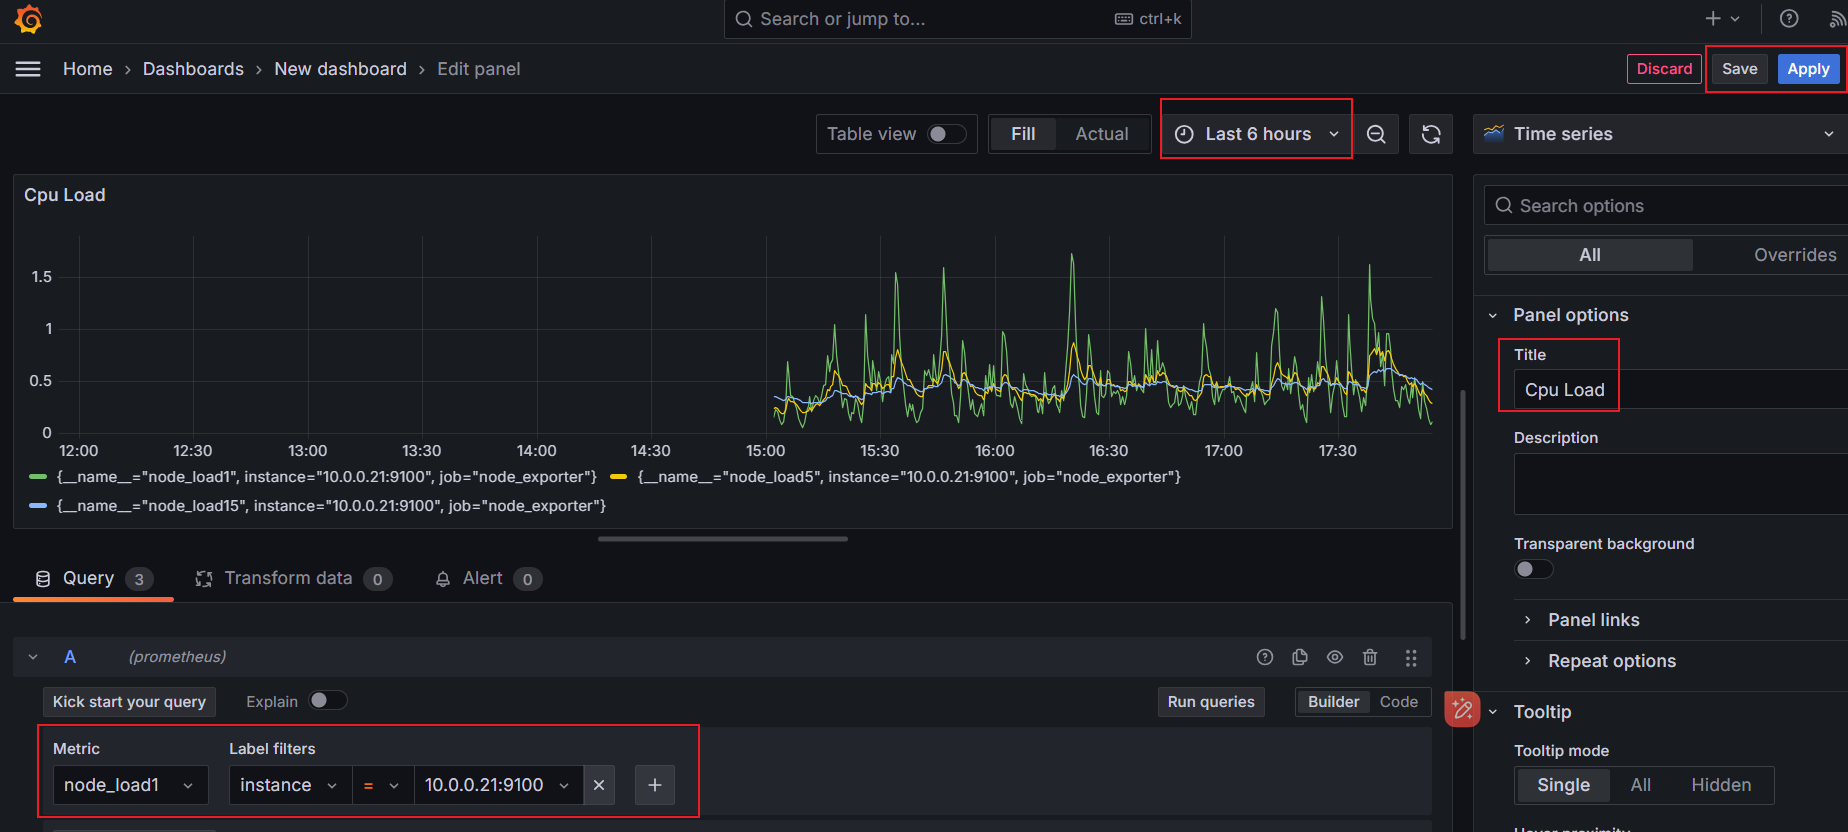 Search or jump to... ctrl+k
Home › Dashboards › New dashboard › Edit panel
Discard Save Apply
Table view Fill Actual Last 6 hours
Time series
Cpu Load
1.5
1
0.5
0
12:00 12:30 13:00 13:30 14:00 14:30 15:00 15:30 16:00 16:30 17:00 17:30
{__name__="node_load1", instance="10.0.0.21:9100", job="node_exporter"} {__name__="node_load5", instance="10.0.0.21:9100", job="node_exporter"}
{__name__="node_load15", instance="10.0.0.21:9100", job="node_exporter"}
Search options
All Overrides
Panel options
Title
Cpu Load
Description
Transparent background
Panel links
Repeat options
Tooltip
Tooltip mode
Single All Hidden
Hover proximity
Query 3 Transform data 0 Alert 0
A (prometheus)
Kick start your query Explain Run queries Builder Code
Metric Label filters
node_load1 instance = 10.0.0.21:9100